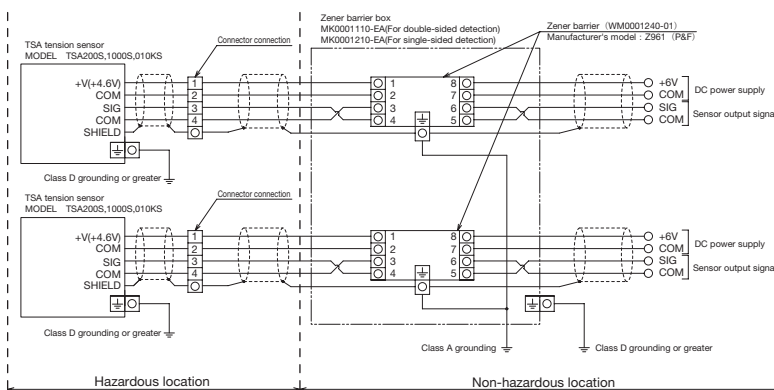 Zener barrier box
MK0001110-EA(For double-sided detection)
MK0001210-EA(For single-sided detection)
Zener barrier (WM0001240-01)
Manufacturer's model : Z961 (P&F)
TSA tension sensor
MODEL TSA200S,1000S,010KS
Connector connection
+V(+4.6V) 1 1 8 +6V
COM 2 2 7 COM
DC power supply
SIG 3 3 6 SIG
COM 4 4 5 COM
Sensor output signa
SHIELD
Class D grounding or greater
TSA tension sensor
MODEL TSA200S,1000S,010KS
Connector connection
+V(+4.6V) 1 1 8 +6V
COM 2 2 7 COM
DC power supply
SIG 3 3 6 SIG
COM 4 4 5 COM
Sensor output signa
SHIELD
Class D grounding or greater
Class A grounding
Class D grounding or greater
Hazardous location
Non-hazardous location